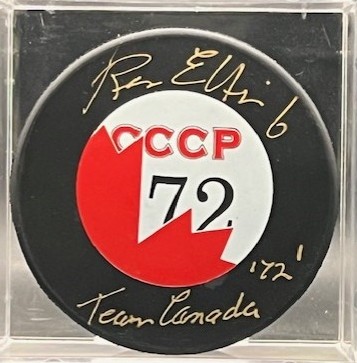 Ron Ellis 6
CCCP
72
'72'
Team Canada